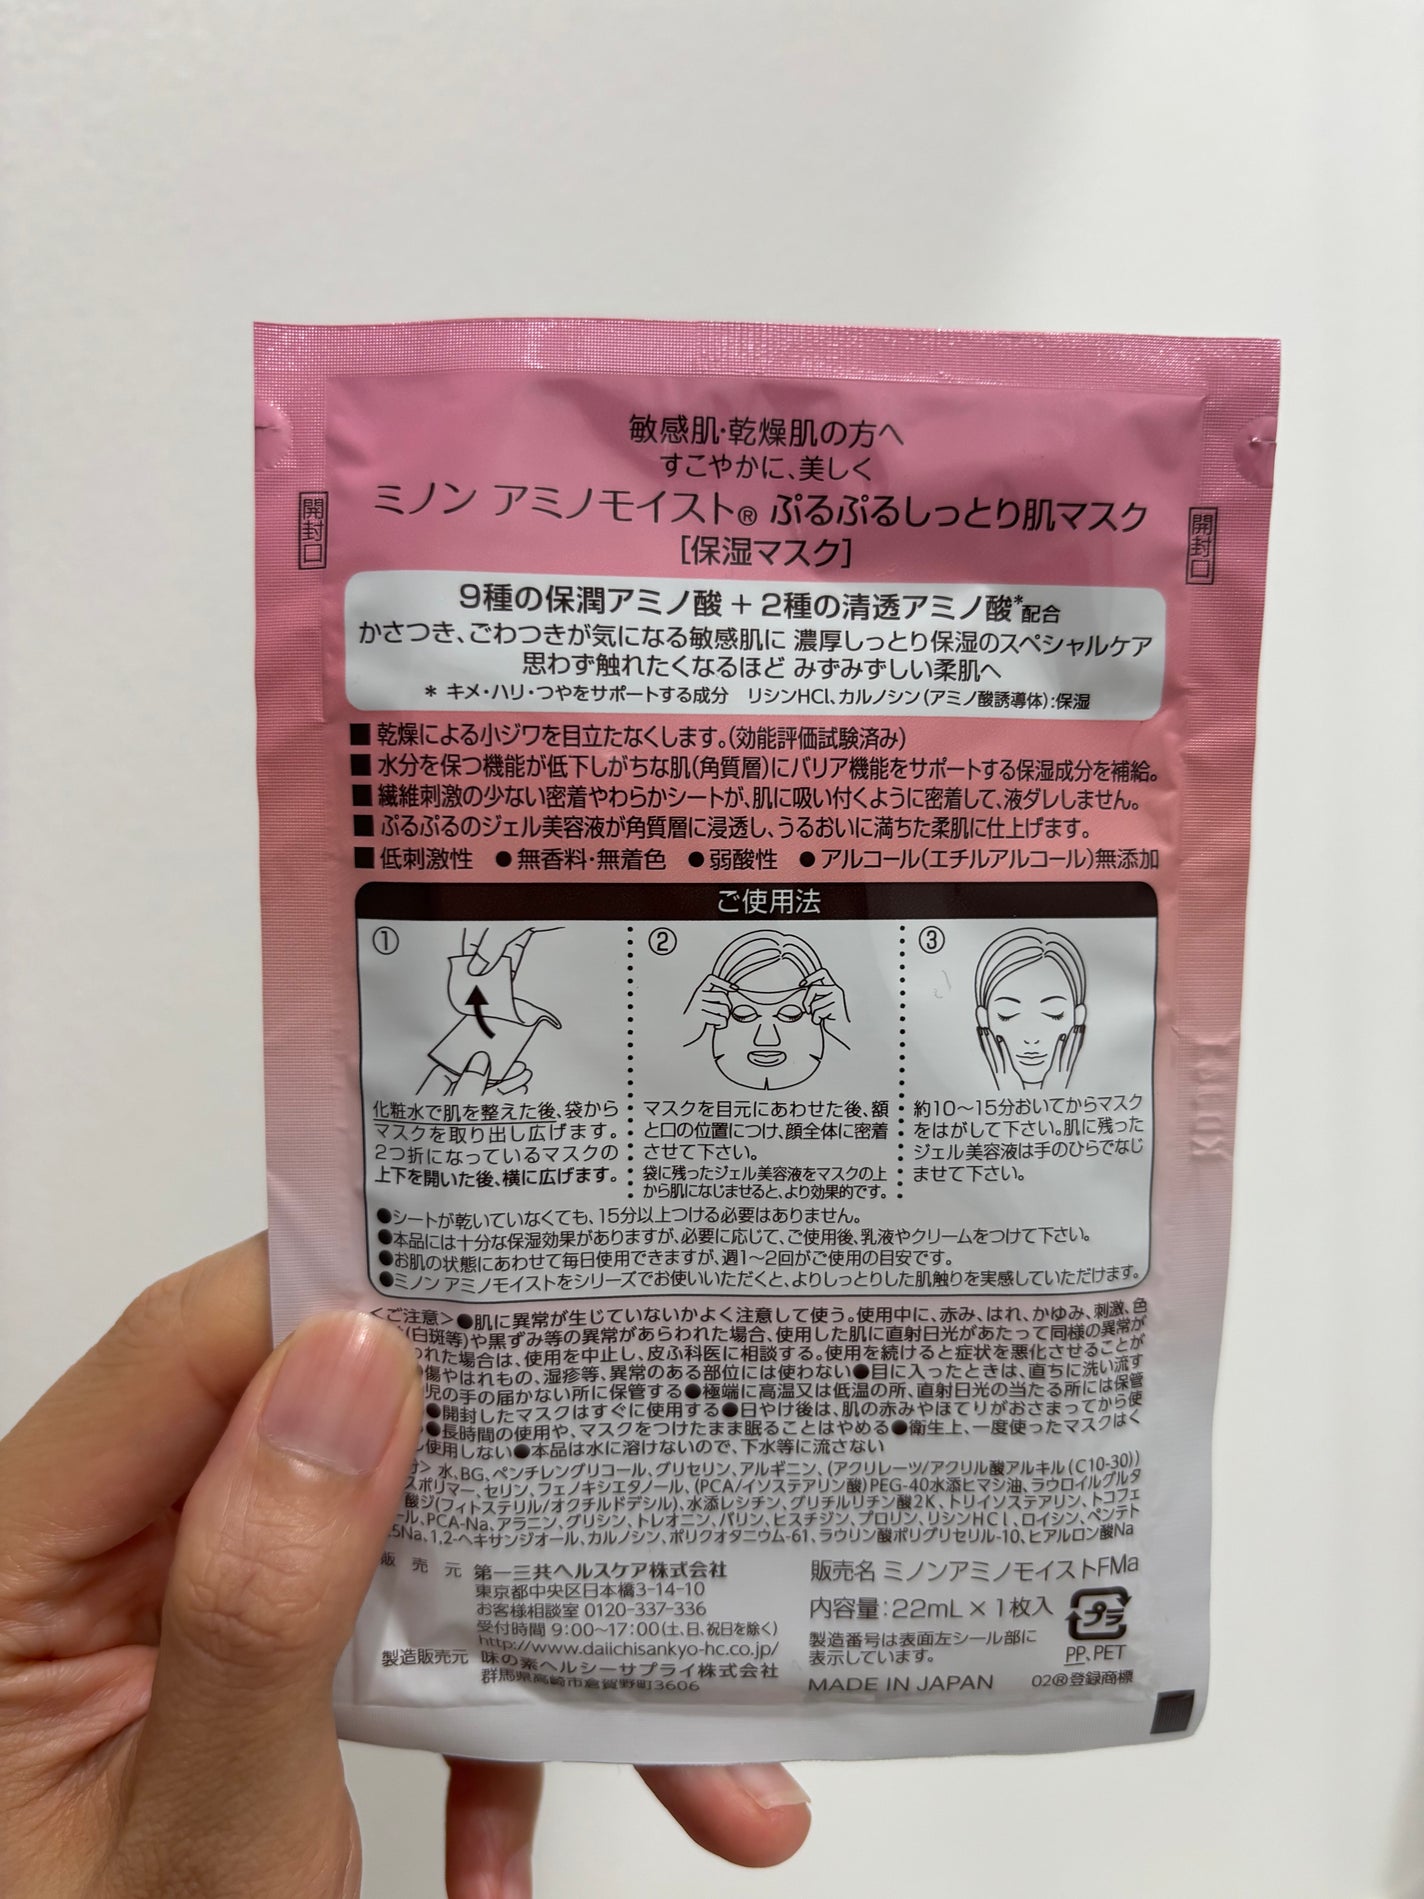 敏感肌・乾燥肌の方へ
すこやかに、美しく
ミノン アミノモイスト® ぷるぷるしっとり肌マスク
[保湿マスク]
開封口
開封口
9種の保潤アミノ酸 + 2種の清透アミノ酸*配合
かさつき、ごわつきが気になる敏感肌に 濃厚しっとり保湿のスペシャルケア
思わず触れたくなるほど みずみずしい柔肌へ
* キメ・ハリ・つやをサポートする成分 リシンHCl、カルノシン(アミノ酸誘導体):保湿
■ 乾燥による小ジワを目立たなくします。(効能評価試験済み)
■ 水分を保つ機能が低下しがちな肌(角質層)にバリア機能をサポートする保湿成分を補給。
■ 繊維刺激の少ない密着やわらかシートが、肌に吸い付くように密着して、液ダレしません。
■ ぷるぷるのジェル美容液が角質層に浸透し、うるおいに満ちた柔肌に仕上げます。
■ 低刺激性 ●無香料・無着色 ●弱酸性 ●アルコール(エチルアルコール)無添加
ご使用法
①
化粧水で肌を整えた後、袋から
マスクを取り出し広げます。
2つ折になっているマスクの
上下を開いた後、横に広げます。
②
マスクを目元にあわせた後、額
と口の位置につけ、顔全体に密着
させて下さい。
袋に残ったジェル美容液をマスクの上
から肌になじませると、より効果的です。
③
約10〜15分おいてからマスク
をはがして下さい。肌に残った
ジェル美容液は手のひらでなじ
ませて下さい。
●シートが乾いていなくても、15分以上つける必要はありません。
●本品には十分な保湿効果がありますが、必要に応じて、ご使用後、乳液やクリームをつけて下さい。
●お肌の状態にあわせて毎日使用できますが、週1〜2回がご使用の目安です。
●ミノン アミノモイストをシリーズでお使いいただくと、よりしっとりした肌触りを実感していただけます。
<ご注意>●肌に異常が生じていないかよく注意して使う。使用中に、赤み、はれ、かゆみ、刺激、色
(白斑等)や黒ずみ等の異常があらわれた場合、使用した肌に直射日光があたって同様の異常が
われた場合は、使用を中止し、皮ふ科医に相談する。使用を続けると症状を悪化させることが
●傷やはれもの、湿疹等、異常のある部位には使わない●目に入ったときは、直ちに洗い流す
児の手の届かない所に保管する●極端に高温又は低温の所、直射日光の当たる所には保管
●開封したマスクはすぐに使用する●日やけ後は、肌の赤みやほてりがおさまってから使
●長時間の使用や、マスクをつけたまま眠ることはやめる●衛生上、一度使ったマスクはく
し使用しない●本品は水に溶けないので、下水等に流さない
分> 水、BG、ペンチレングリコール、グリセリン、アルギニン、(アクリレーツ/アクリル酸アルキル(C10-30))
スポリマー、セリン、フェノキシエタノール、(PCA/イソステアリン酸)PEG-40水添ヒマシ油、ラウロイルグルタ
酸ジ(フィトステリル/オクチルドデシル)、水添レシチン、グリチルリチン酸2K、トリイソステアリン、トコフェ
ール、PCA-Na、アラニン、グリシン、トレオニン、バリン、ヒスチジン、プロリン、リシンHCl、ロイシン、ペンテト
5Na、1,2-ヘキサンジオール、カルノシン、ポリクオタニウム-61、ラウリン酸ポリグリセリル-10、ヒアルロン酸Na
販売元 第一三共ヘルスケア株式会社
東京都中央区日本橋3-14-10
お客様相談室 0120-337-336
受付時間 9:00〜17:00(土、日、祝日を除く)
http://www.daiichisankyo-hc.co.jp/
製造販売元 味の素ヘルシーサプライ株式会社
群馬県高崎市倉賀野町3606
販売名 ミノンアミノモイストFMa
内容量:22mL × 1枚入
製造番号は表面左シール部に
表示しています。
MADE IN JAPAN
プラ
PP、PET
02®登録商標